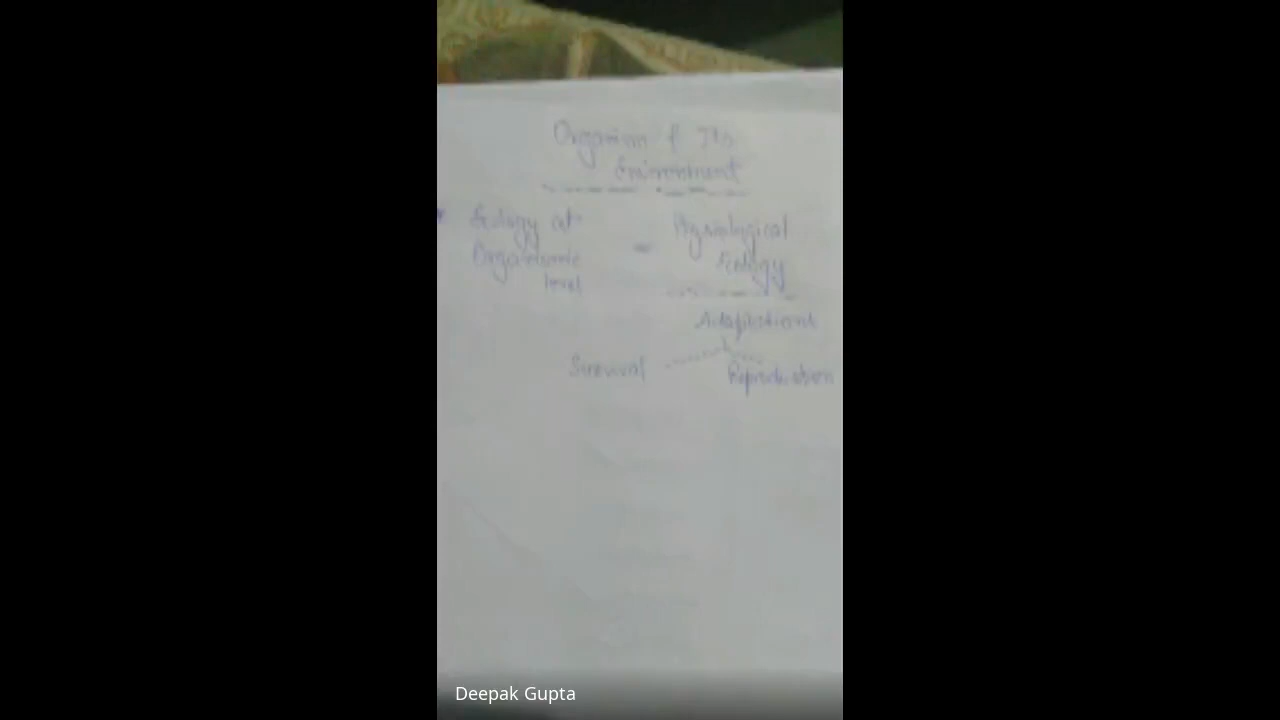 Organism & Its
Environment
Ecology at = Physiological
Organismic Ecology
level
Adaptations
Survival Reproduction
Deepak Gupta